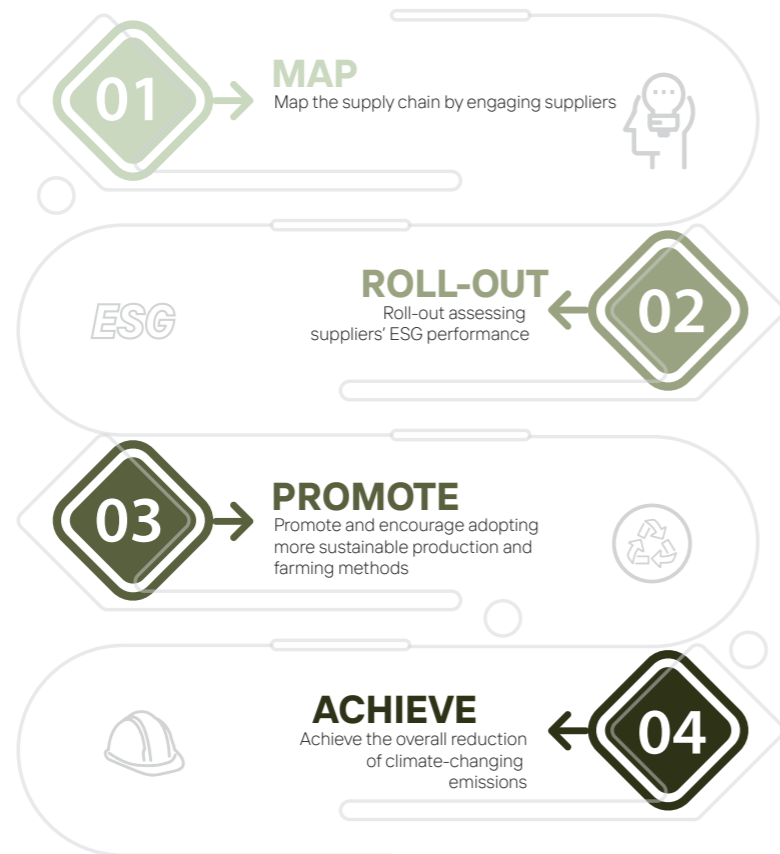 01
MAP
Map the supply chain by engaging suppliers
ESG
ROLL-OUT
Roll-out assessing
suppliers’ ESG performance
02
03
PROMOTE
Promote and encourage adopting
more sustainable production and
farming methods
ACHIEVE
Achieve the overall reduction
of climate-changing
emissions
04